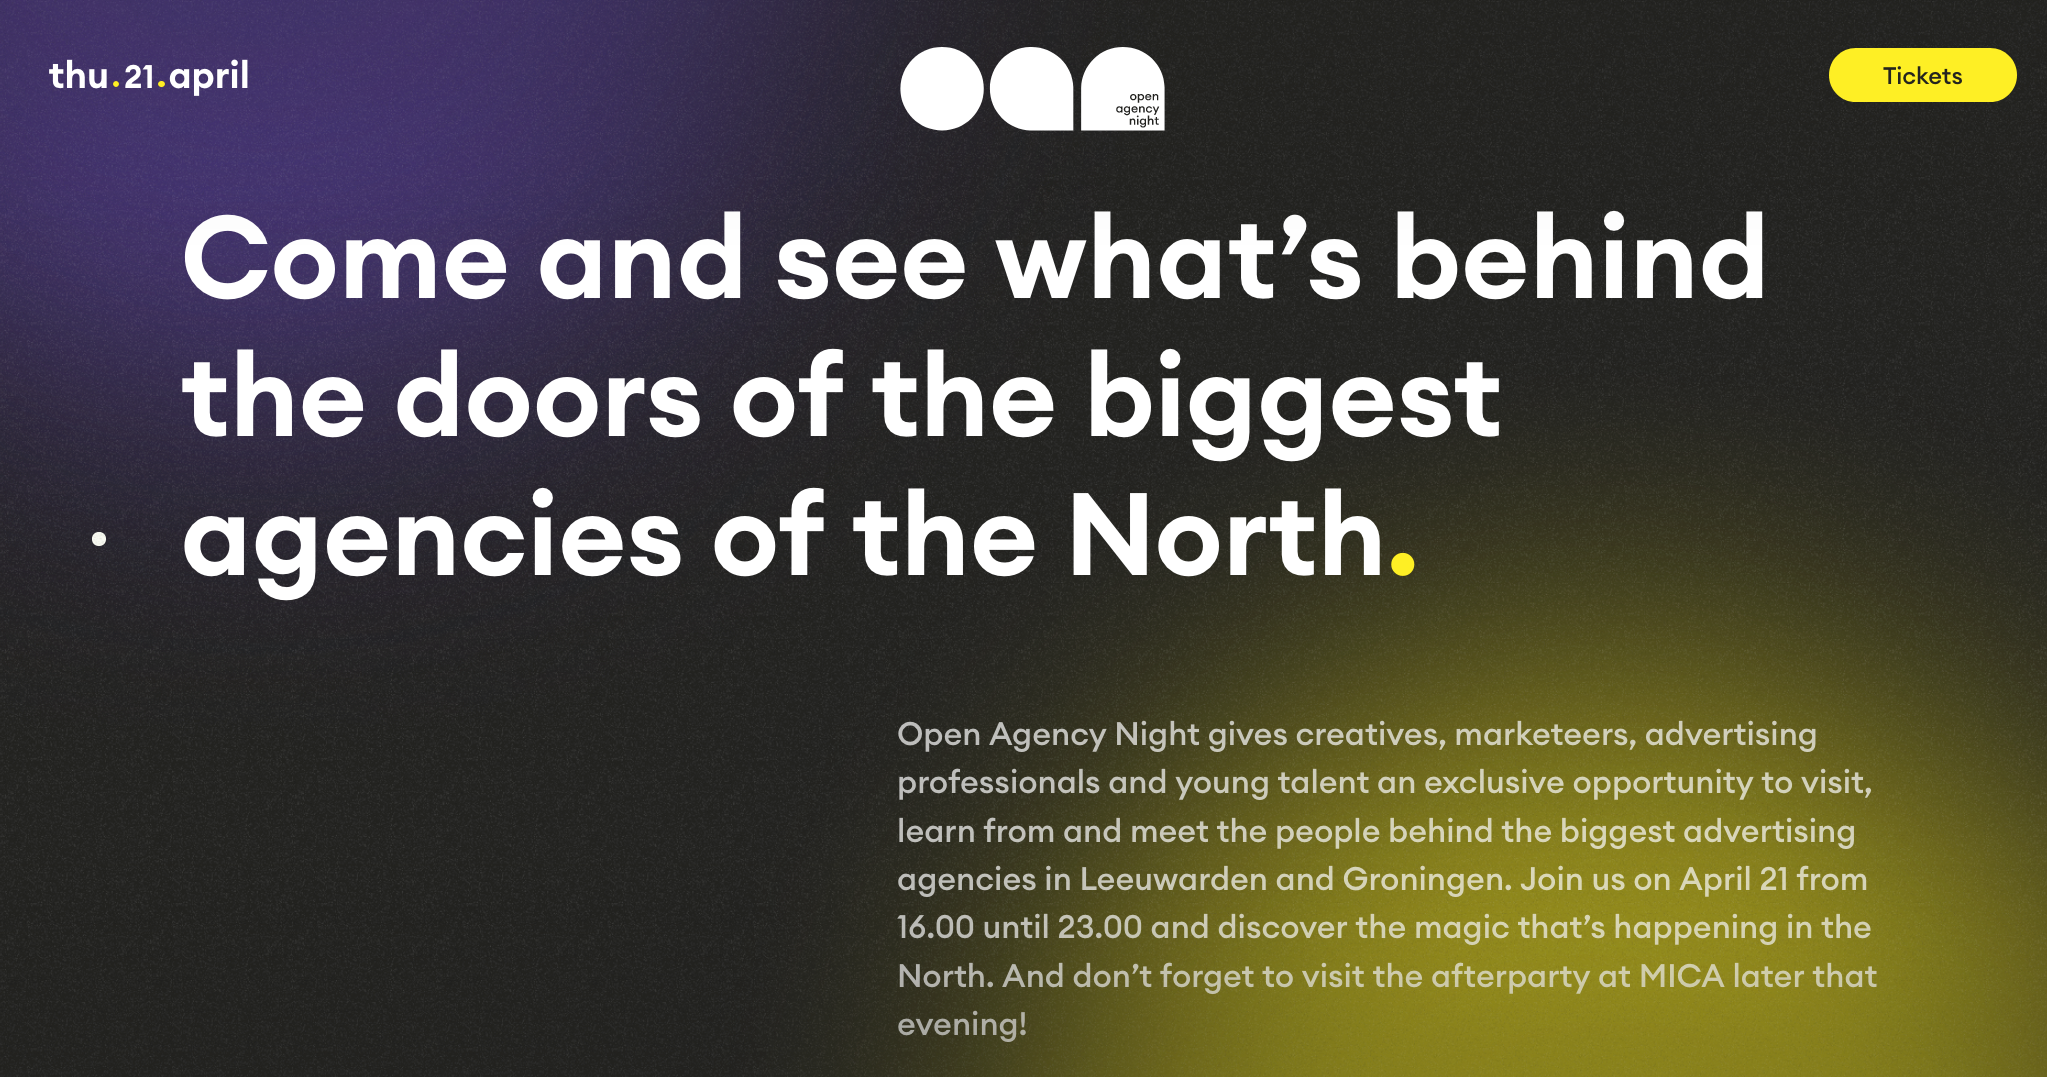 thu.21.april
open
agency
night
Tickets
Come and see what’s behind
the doors of the biggest
agencies of the North.
Open Agency Night gives creatives, marketeers, advertising
professionals and young talent an exclusive opportunity to visit,
learn from and meet the people behind the biggest advertising
agencies in Leeuwarden and Groningen. Join us on April 21 from
16.00 until 23.00 and discover the magic that’s happening in the
North. And don’t forget to visit the afterparty at MICA later that
evening!